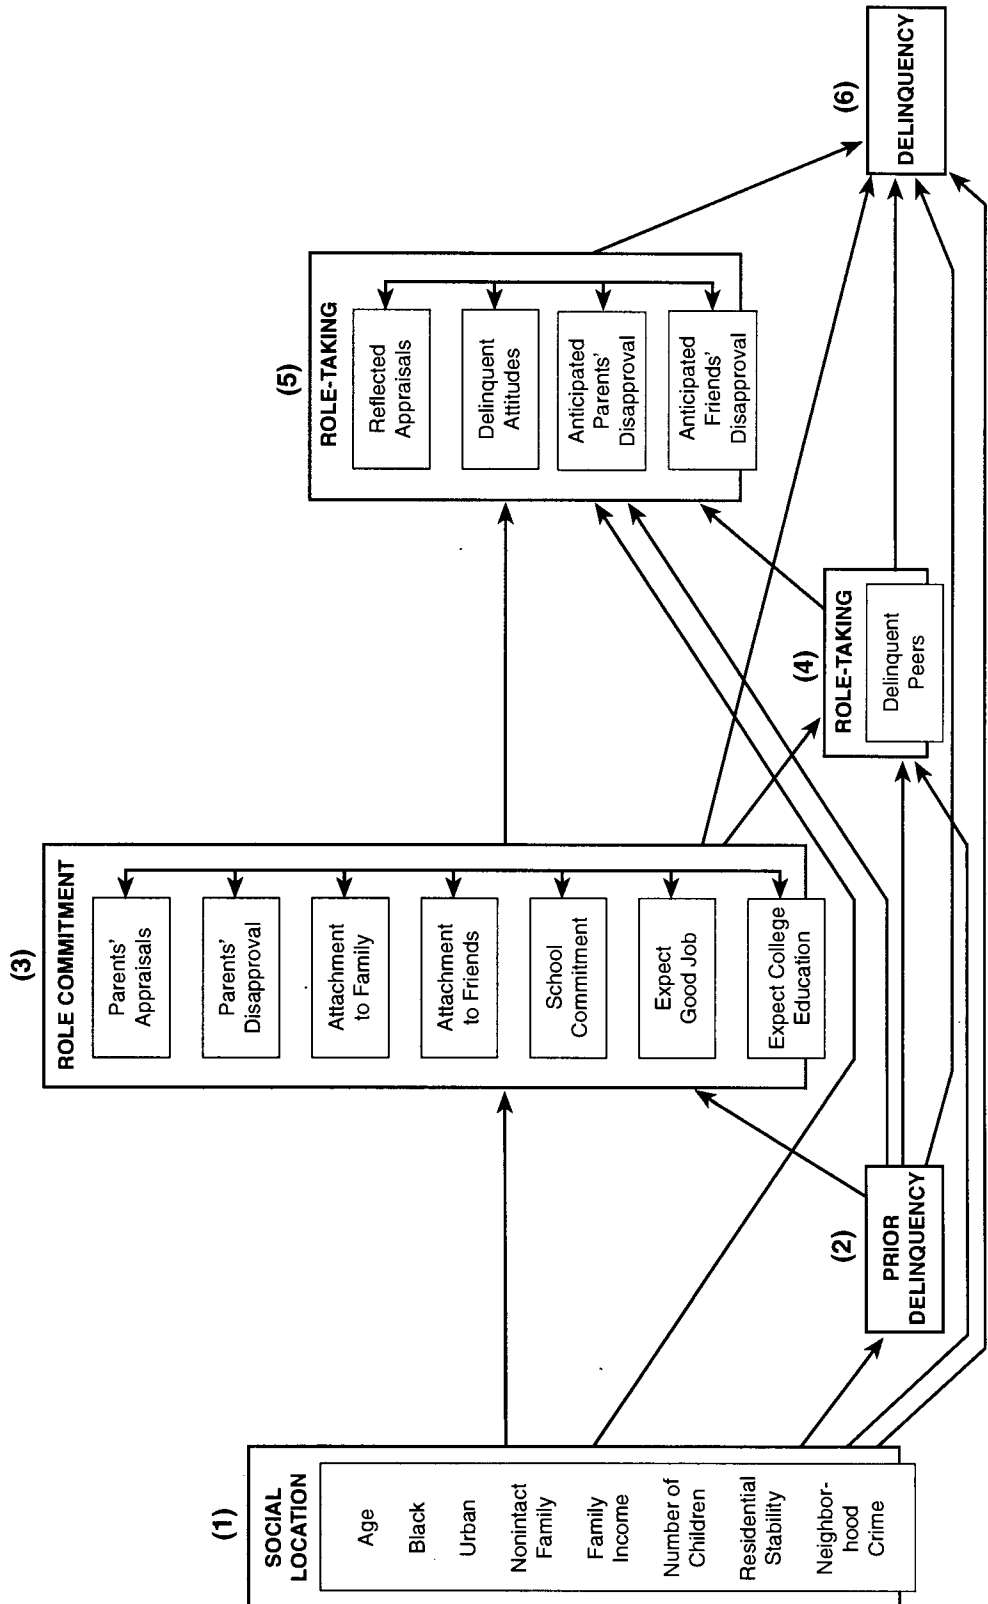 (1)
SOCIAL
LOCATION
Age
Black
Urban
Nonintact
Family
Family
Income
Number of
Children
Residential
Stability
Neighbor-
hood
Crime
(2)
PRIOR
DELINQUENCY
(3)
ROLE COMMITMENT
Parents'
Appraisals
Parents'
Disapproval
Attachment
to Family
Attachment
to Friends
School
Commitment
Expect
Good Job
Expect College
Education
(4)
ROLE-TAKING
Delinquent
Peers
(5)
ROLE-TAKING
Reflected
Appraisals
Delinquent
Attitudes
Anticipated
Parents'
Disapproval
Anticipated
Friends'
Disapproval
(6)
DELINQUENCY